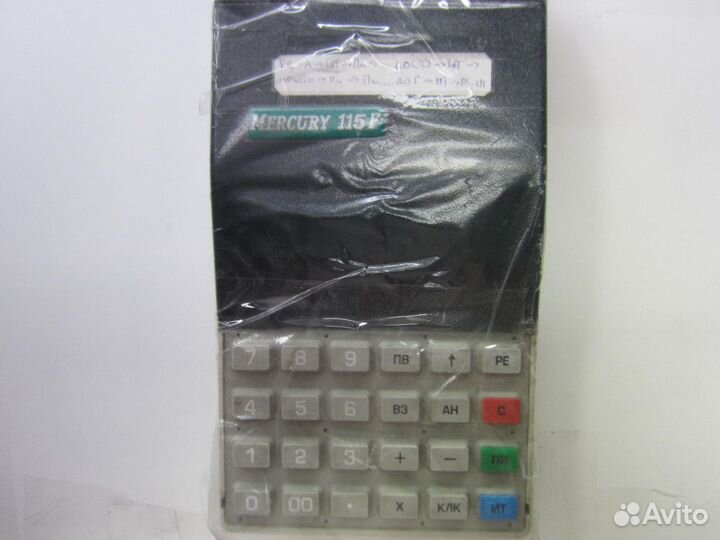 MERCURY 115F
7 8 9 ПВ ↑ РЕ
4 5 6 ВЗ АН С
1 2 3 + − ПИ
0 00 . X КЛК ИТ
Avito